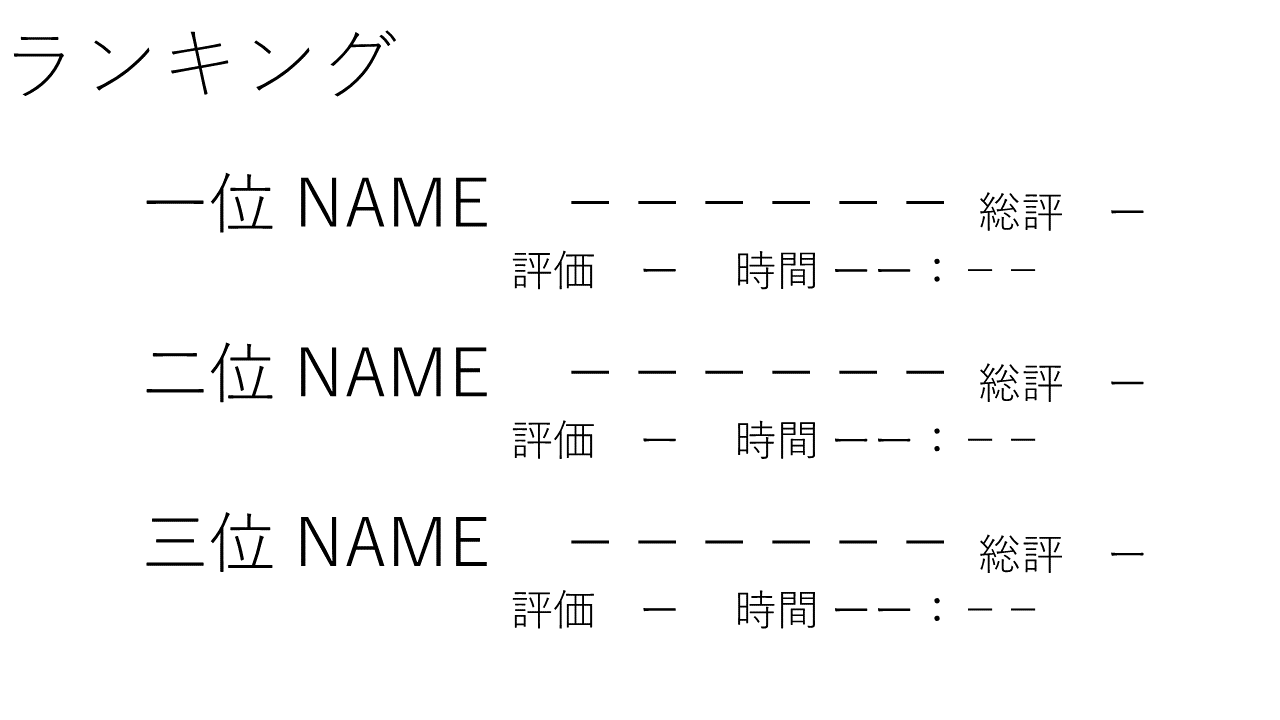 ランキング
一位 NAME　－－－－－－ 総評　－
評価　－　時間 －－：－－
二位 NAME　－－－－－－ 総評　－
評価　－　時間 －－：－－
三位 NAME　－－－－－－ 総評　－
評価　－　時間 －－：－－